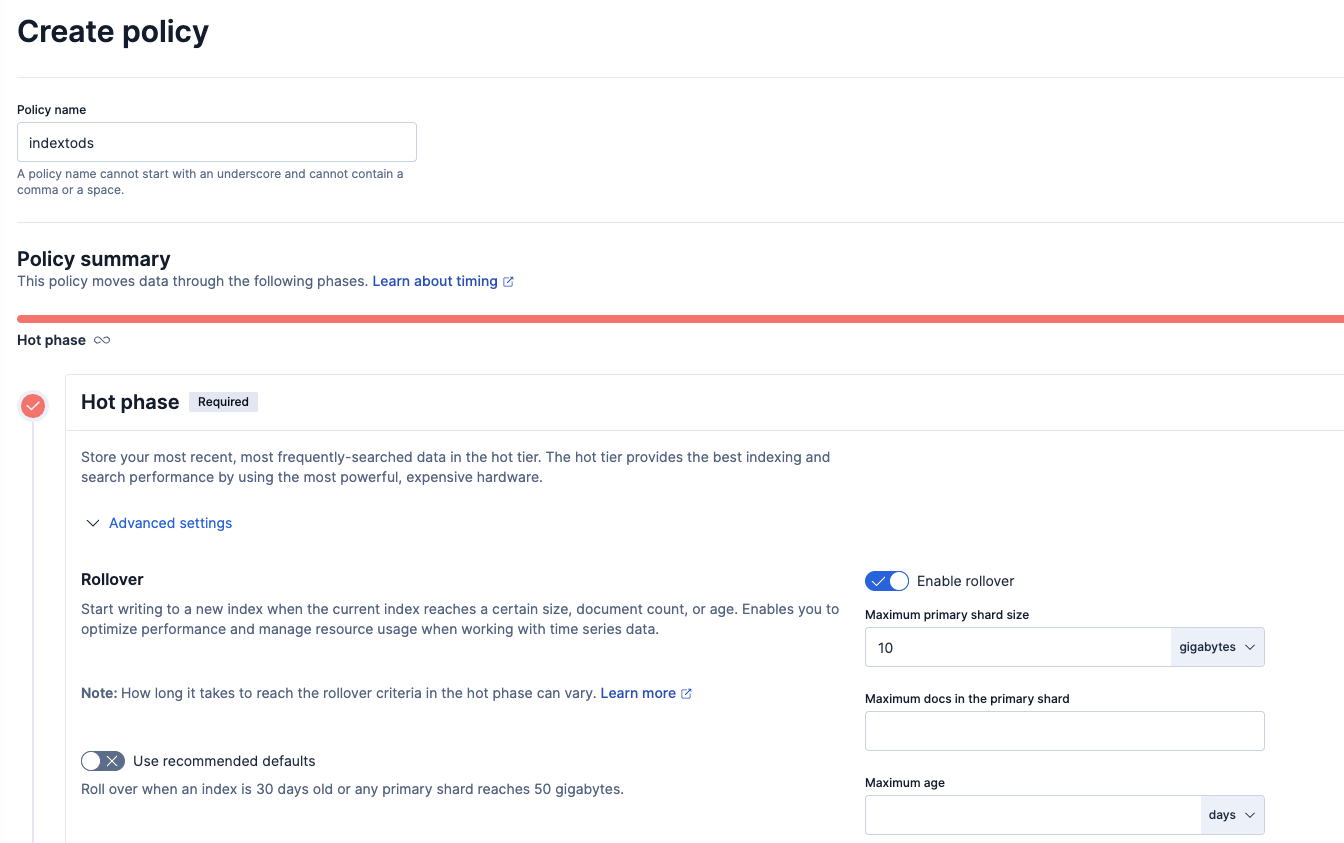 Create policy
Policy name
indextods
A policy name cannot start with an underscore and cannot contain a
comma or a space.
Policy summary
This policy moves data through the following phases. Learn about timing
Hot phase
Hot phase Required
Store your most recent, most frequently-searched data in the hot tier. The hot tier provides the best indexing and
search performance by using the most powerful, expensive hardware.
Advanced settings
Rollover
Start writing to a new index when the current index reaches a certain size, document count, or age. Enables you to
optimize performance and manage resource usage when working with time series data.
Note: How long it takes to reach the rollover criteria in the hot phase can vary. Learn more
Use recommended defaults
Roll over when an index is 30 days old or any primary shard reaches 50 gigabytes.
Enable rollover
Maximum primary shard size
10 gigabytes
Maximum docs in the primary shard
Maximum age
days